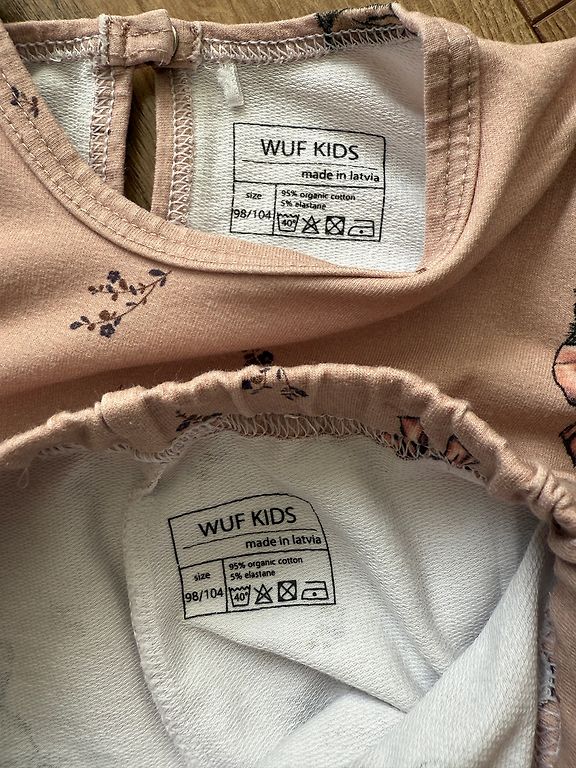 WUF KIDS
made in latvia
size
98/104
95% organic cotton
5% elastane
40°
WUF KIDS
made in latvia
size
98/104
95% organic cotton
5% elastane
40°